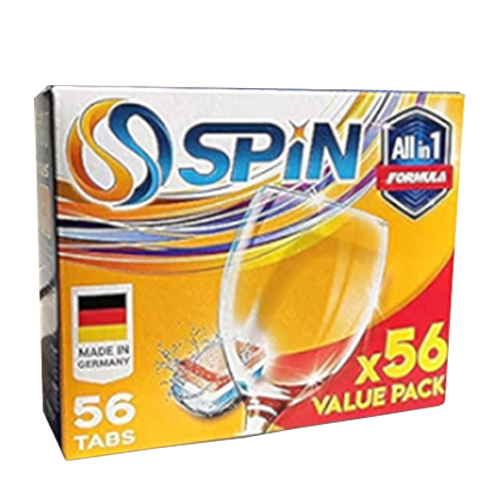 SPiN
All in 1
FORMULA
MADE IN
GERMANY
56
TABS
x56
VALUE PACK